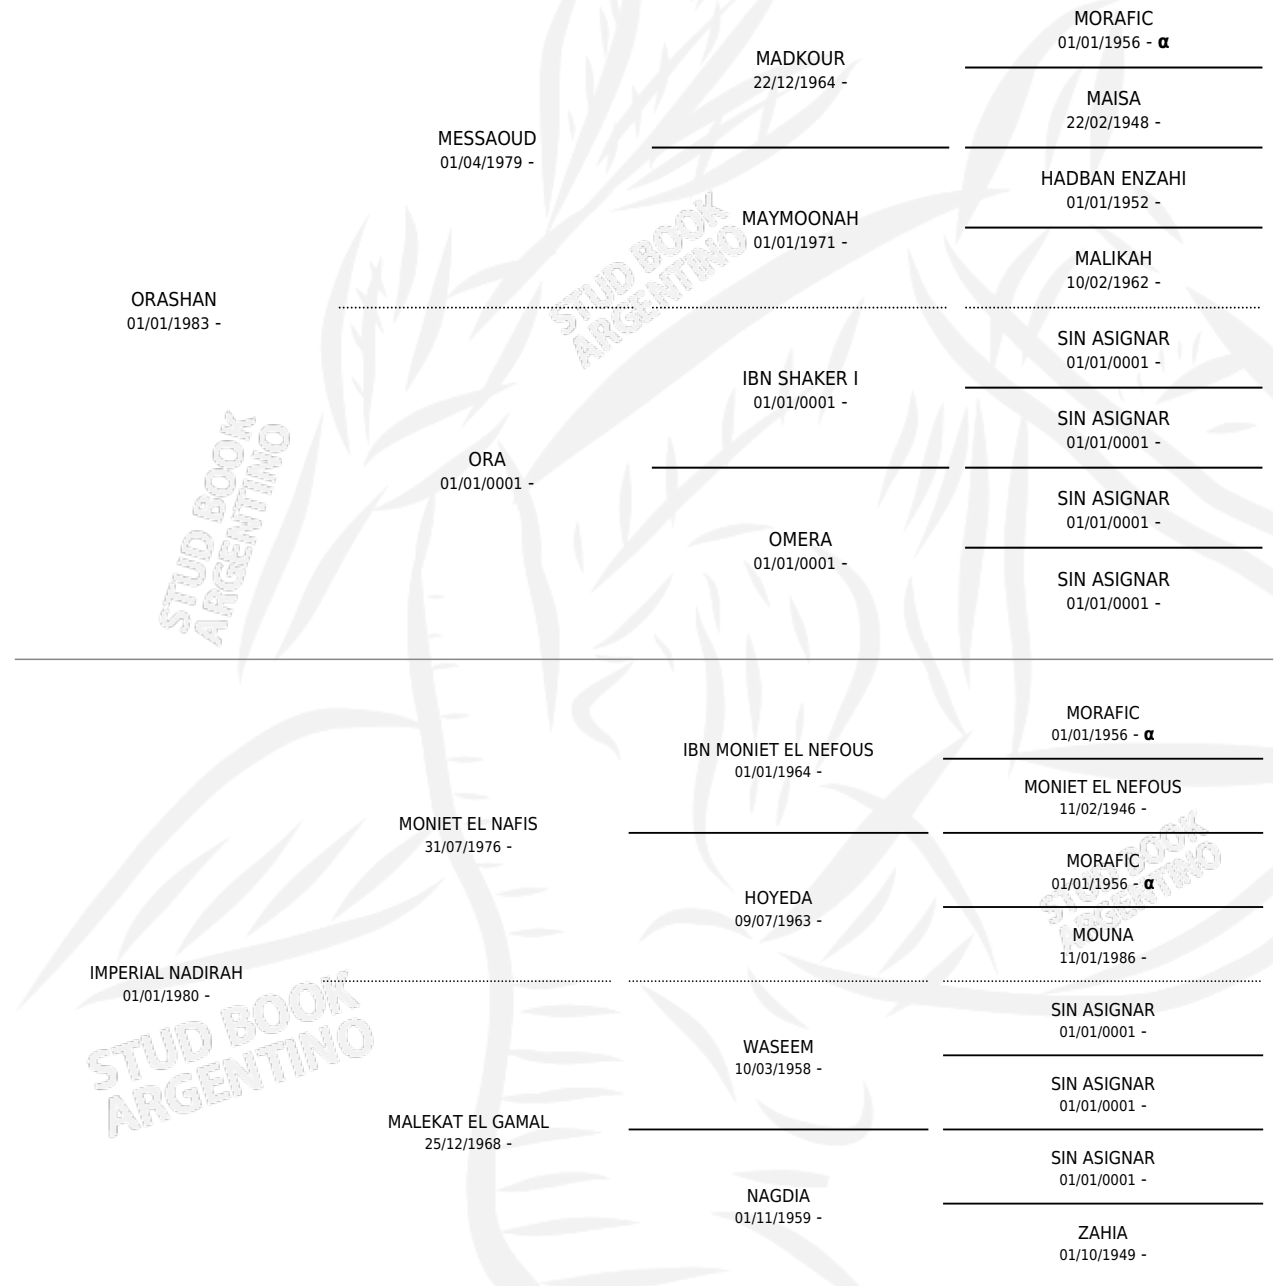 MORAFIC
01/01/1956 - α
MADKOUR
22/12/1964 -
MAISA
22/02/1948 -
MESSAOUD
01/04/1979 -
HADBAN ENZAHI
01/01/1952 -
MAYMOONAH
01/01/1971 -
MALIKAH
10/02/1962 -
ORASHAN
01/01/1983 -
SIN ASIGNAR
01/01/0001 -
IBN SHAKER I
01/01/0001 -
SIN ASIGNAR
01/01/0001 -
ORA
01/01/0001 -
SIN ASIGNAR
01/01/0001 -
OMERA
01/01/0001 -
SIN ASIGNAR
01/01/0001 -
MORAFIC
01/01/1956 - α
IBN MONIET EL NEFOUS
01/01/1964 -
MONIET EL NEFOUS
11/02/1946 -
MONIET EL NAFIS
31/07/1976 -
MORAFIC
01/01/1956 - α
HOYEDA
09/07/1963 -
MOUNA
11/01/1986 -
IMPERIAL NADIRAH
01/01/1980 -
SIN ASIGNAR
01/01/0001 -
WASEEM
10/03/1958 -
SIN ASIGNAR
01/01/0001 -
MALEKAT EL GAMAL
25/12/1968 -
SIN ASIGNAR
01/01/0001 -
NAGDIA
01/11/1959 -
ZAHIA
01/10/1949 -
STUD BOOK
ARGENTINO
STUD BOOK
ARGENTINO
STUD BOOK
ARGENTINO
STUD BOOK
ARGENTINO